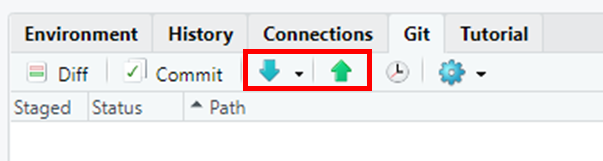 Environment History Connections Git Tutorial
Diff Commit
Staged Status Path